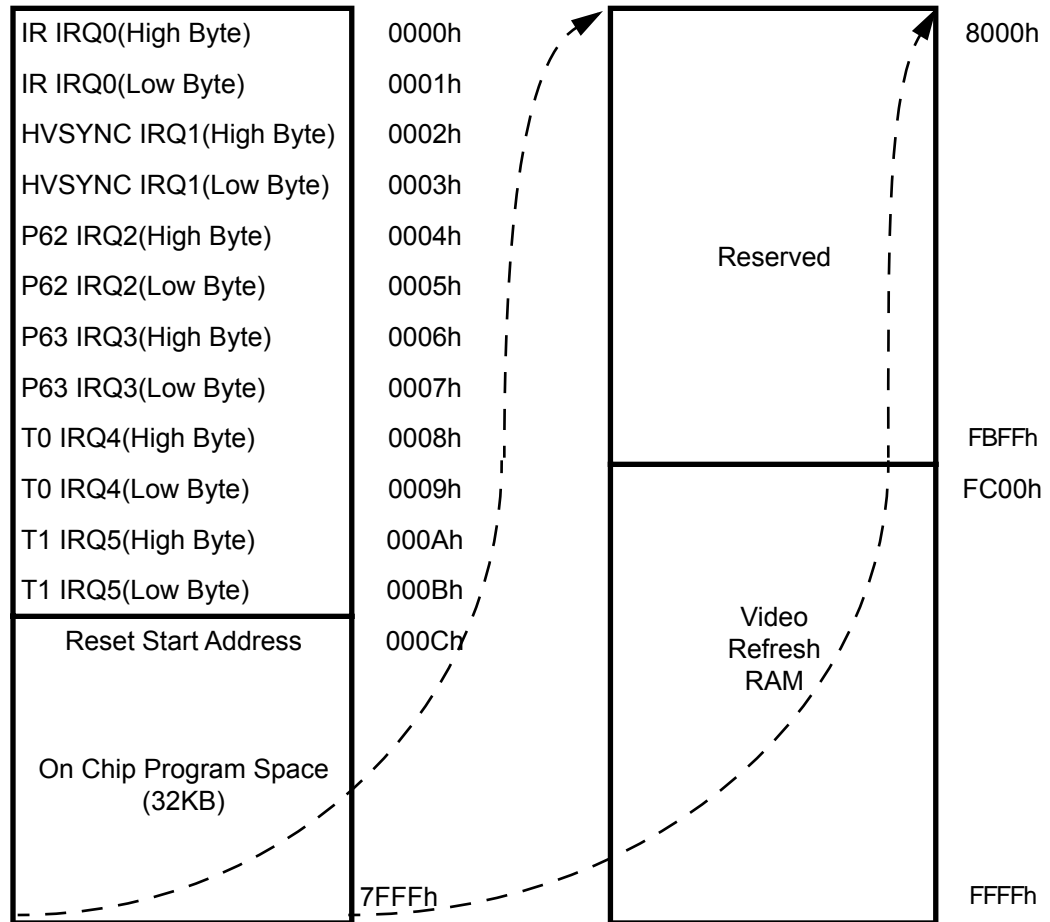 IR IRQ0(High Byte) 0000h
IR IRQ0(Low Byte) 0001h
HVSYNC IRQ1(High Byte) 0002h
HVSYNC IRQ1(Low Byte) 0003h
P62 IRQ2(High Byte) 0004h
P62 IRQ2(Low Byte) 0005h
P63 IRQ3(High Byte) 0006h
P63 IRQ3(Low Byte) 0007h
T0 IRQ4(High Byte) 0008h
T0 IRQ4(Low Byte) 0009h
T1 IRQ5(High Byte) 000Ah
T1 IRQ5(Low Byte) 000Bh
Reset Start Address 000Ch
On Chip Program Space
(32KB)
7FFFh
8000h
Reserved
FBFFh
FC00h
Video
Refresh
RAM
FFFFh